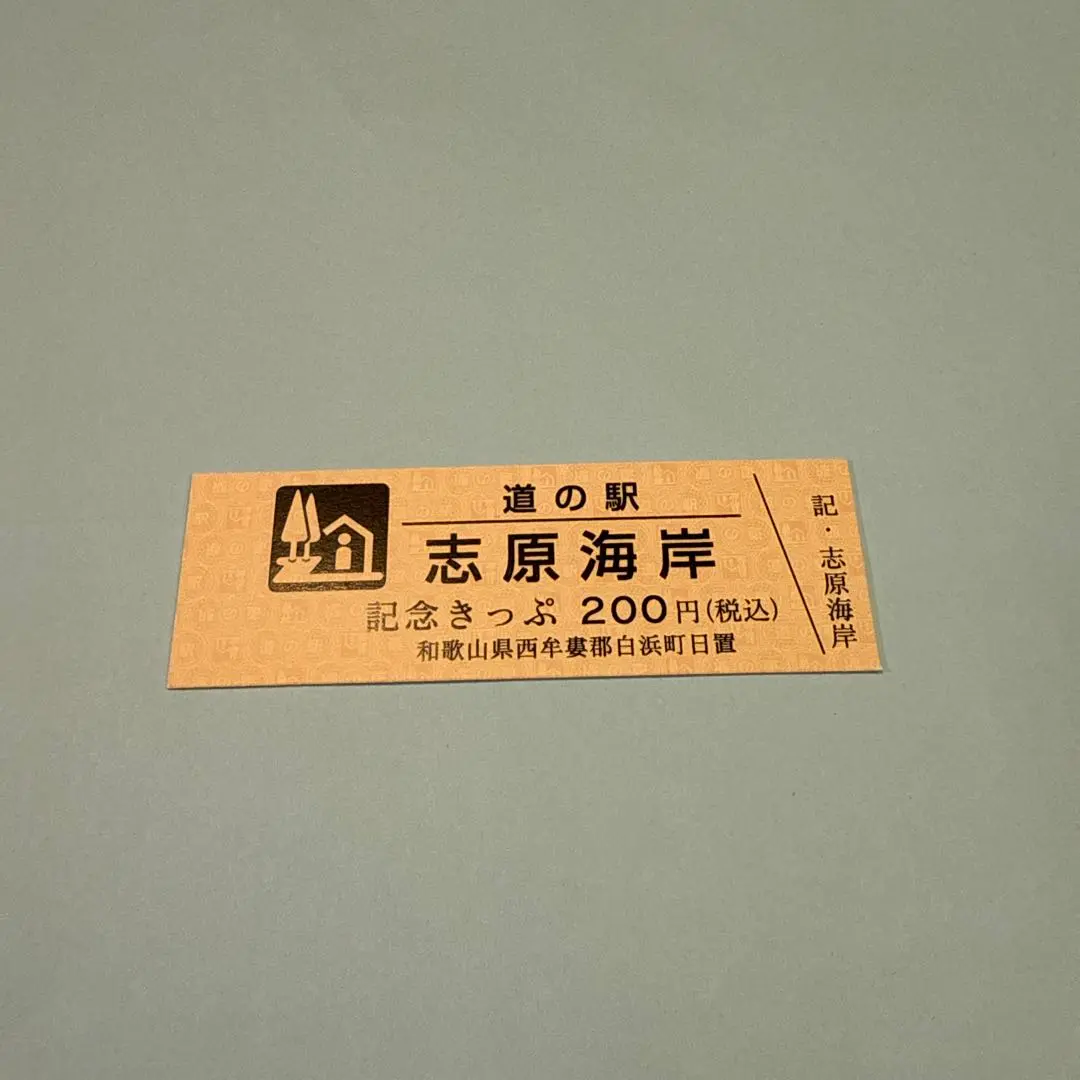 道の駅
志原海岸
記念きっぷ 200円(税込)
和歌山県西牟婁郡白浜町日置
記・志原海岸